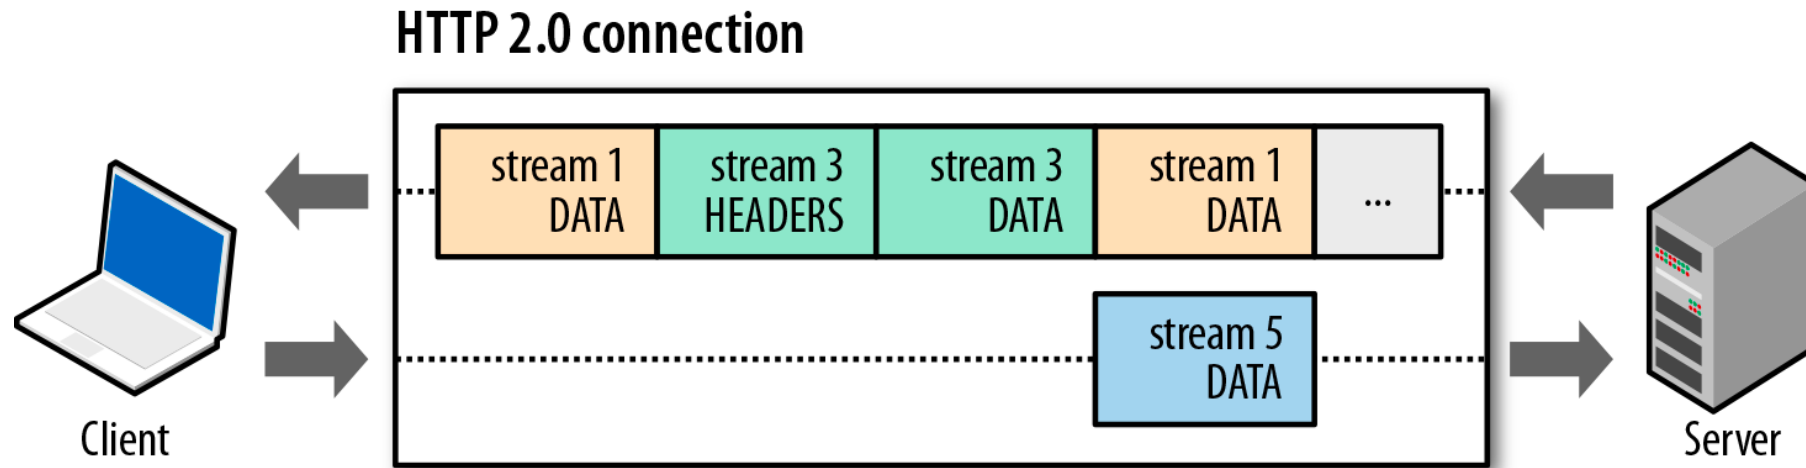 HTTP 2.0 connection
stream 1
DATA
stream 3
HEADERS
stream 3
DATA
stream 1
DATA
...
stream 5
DATA
Client
Server